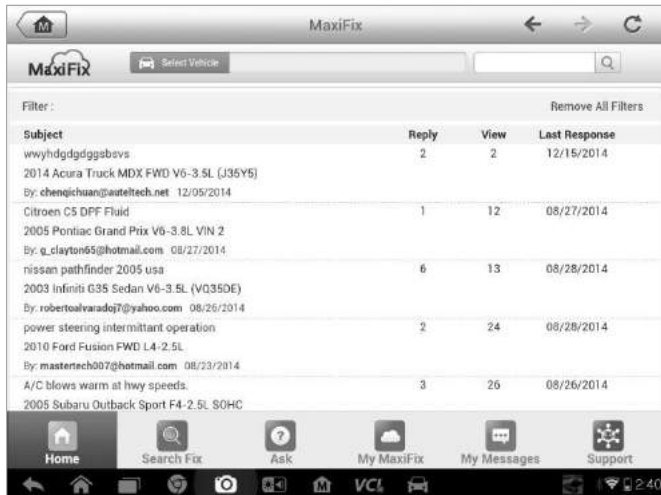 MaxiFix
MaxiFix
Select Vehicle
Filter :
Remove All Filters
Subject Reply View Last Response
wwyhdgdgdggsbsvs 2 2 12/15/2014
2014 Acura Truck MDX FWD V6-3.5L (J35Y5)
By: chenqichuan@auteltech.net 12/05/2014
Citroen C5 DPF Fluid 1 12 08/27/2014
2005 Pontiac Grand Prix V6-3.8L VIN 2
By: g_clayton65@hotmail.com 08/27/2014
nissan pathfinder 2005 usa 6 13 08/28/2014
2003 Infiniti G35 Sedan V6-3.5L (VQ35DE)
By: robertoalvaradoj7@yahoo.com 08/26/2014
power steering intermittant operation 2 24 08/28/2014
2010 Ford Fusion FWD L4-2.5L
By: mastertech007@hotmail.com 08/23/2014
A/C blows warm at hwy speeds. 3 26 08/26/2014
2005 Subaru Outback Sport F4-2.5L SOHC
Home Search Fix Ask My MaxiFix My Messages Support
VCI 2:40